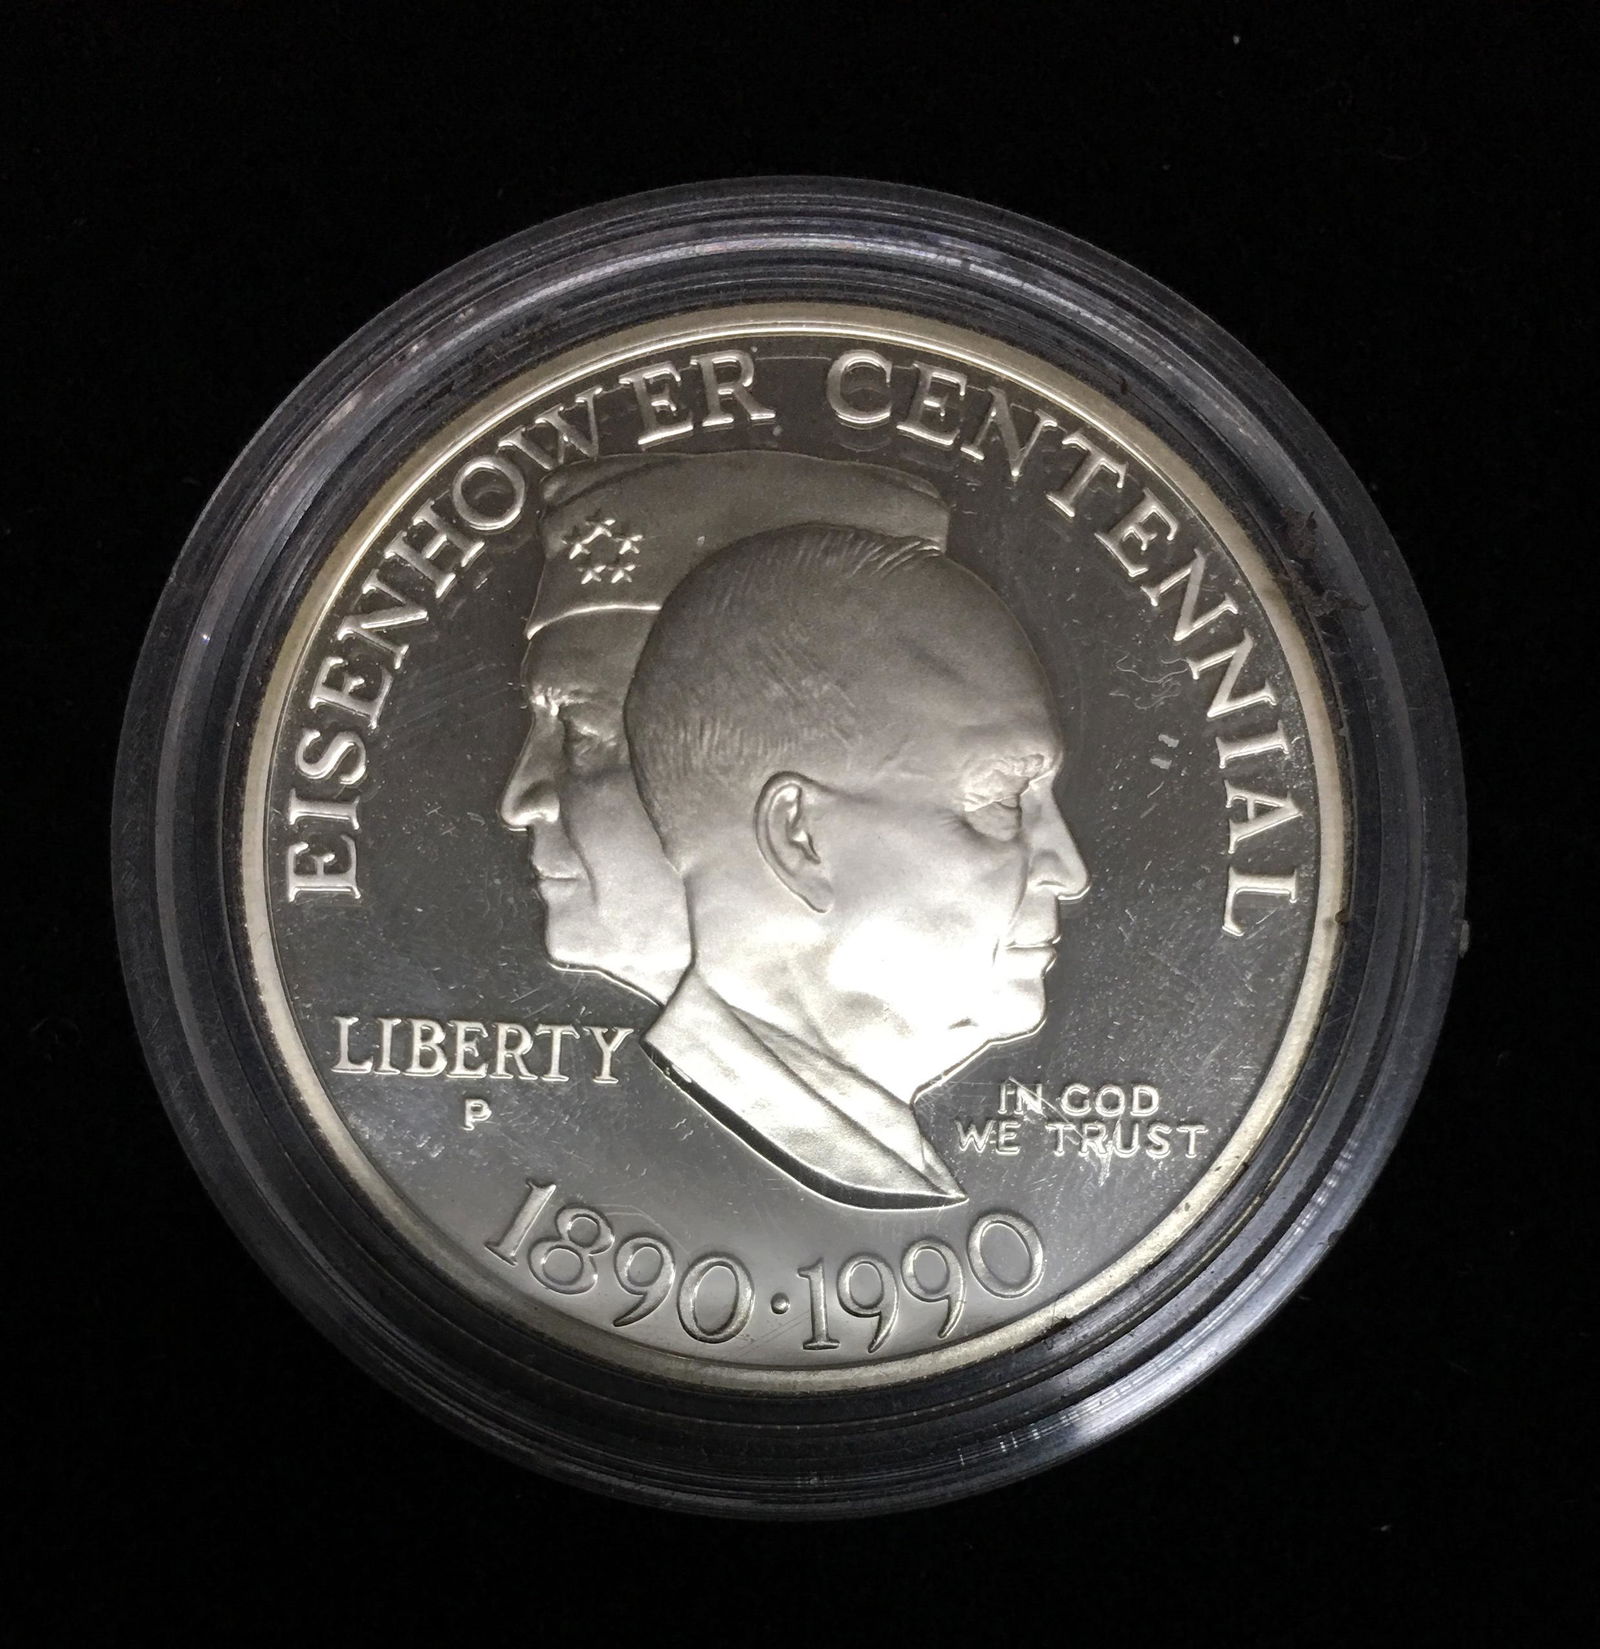 EISENHOWER CENTENNIAL
LIBERTY
P
IN GOD
WE TRUST
1890 · 1990